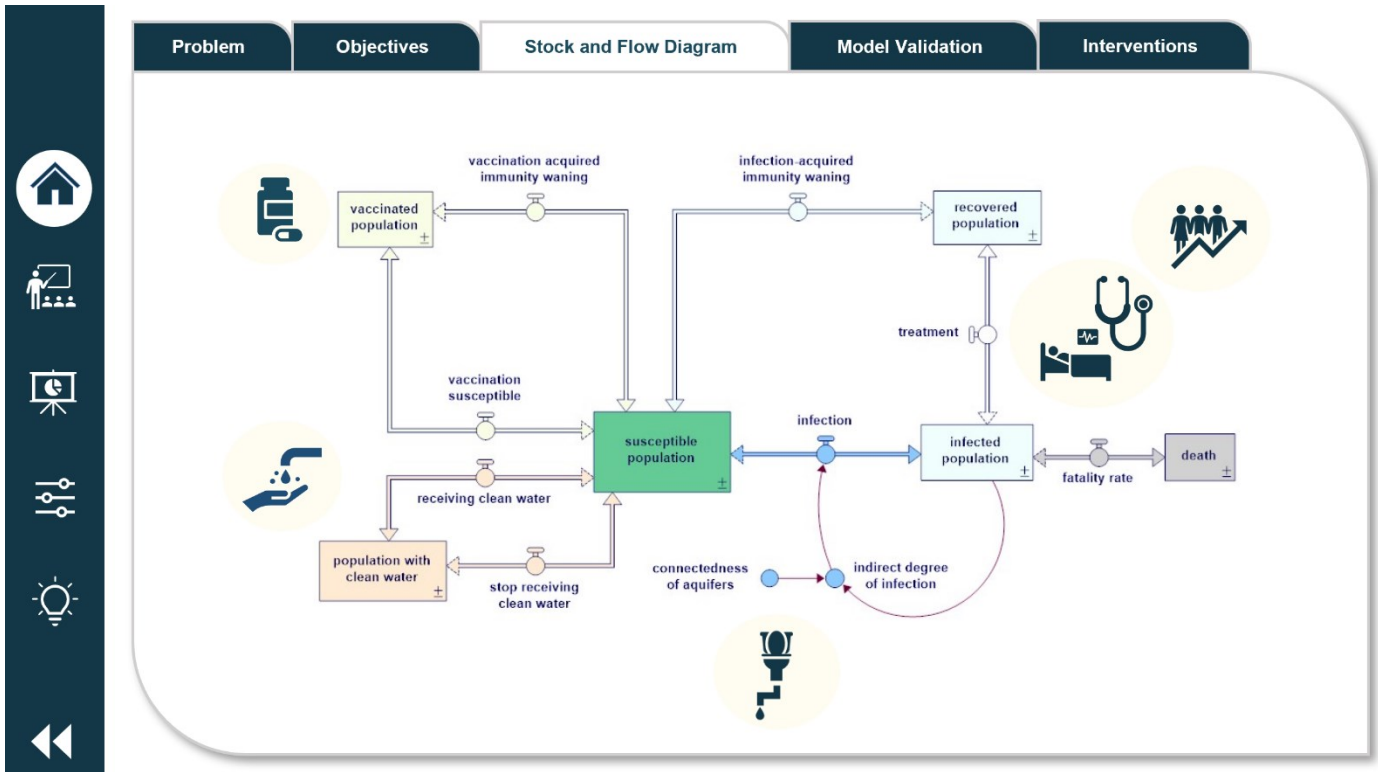 Problem
Objectives
Stock and Flow Diagram
Model Validation
Interventions
vaccination acquired
immunity waning
infection-acquired
immunity waning
vaccinated
population
recovered
population
treatment
vaccination
susceptible
susceptible
population
infection
infected
population
death
fatality rate
receiving clean water
population with
clean water
stop receiving
clean water
connectedness
of aquifers
indirect degree
of infection